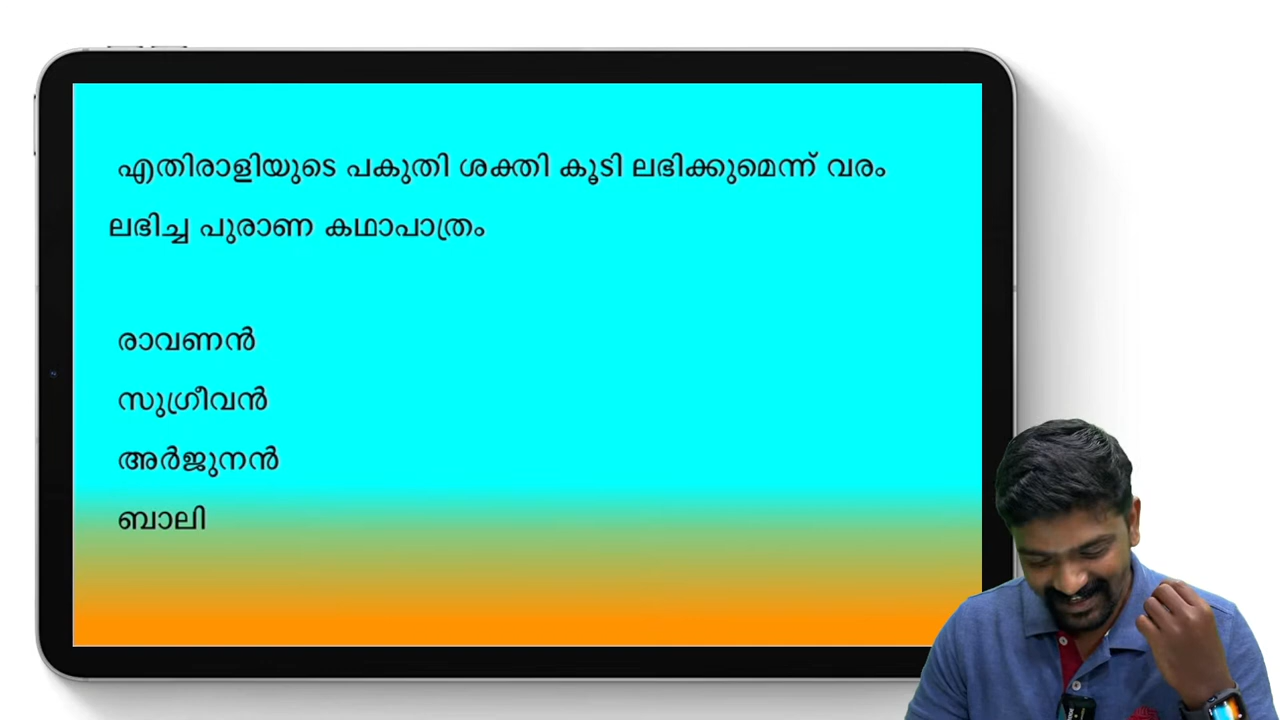 എതിരാളിയുടെ പകുതി ശക്തി കൂടി ലഭിക്കുമെന്ന് വരം
ലഭിച്ച പുരാണ കഥാപാത്രം
രാവണൻ
സുഗ്രീവൻ
അർജുനൻ
ബാലി